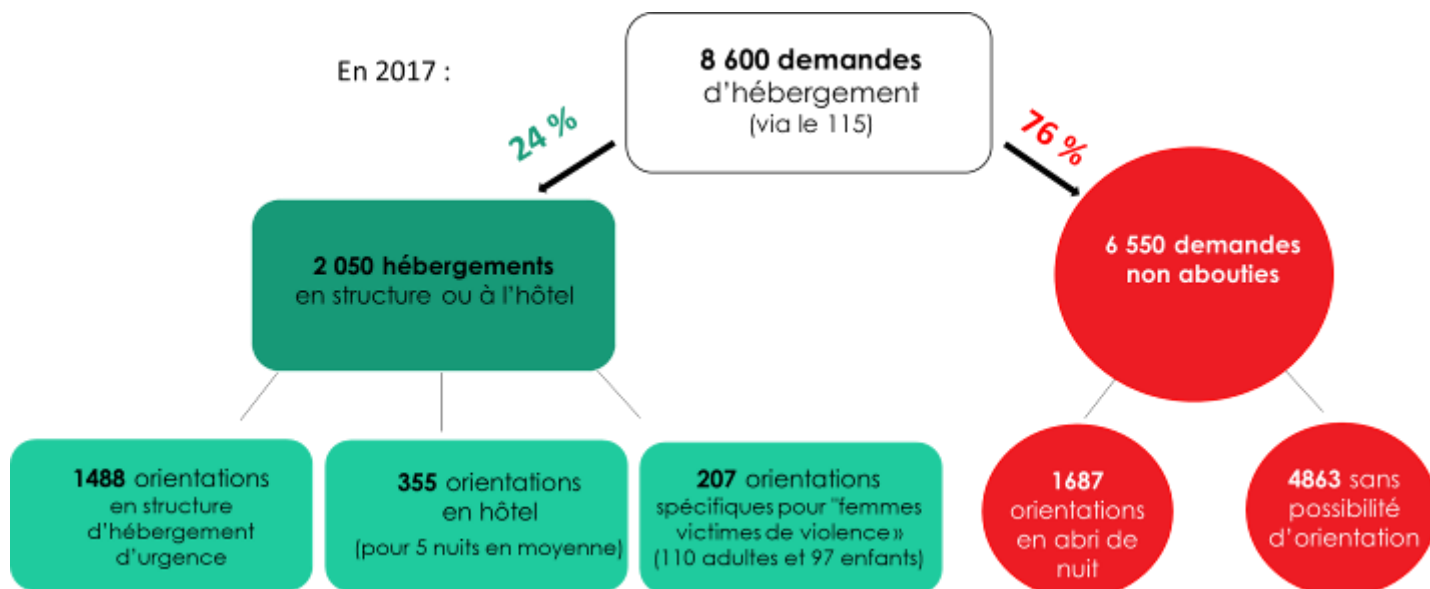 En 2017 :
8 600 demandes
d'hébergement
(via le 115)
24 %
76 %
2 050 hébergements
en structure ou à l'hôtel
6 550 demandes
non abouties
1488 orientations
en structure
d'hébergement
d'urgence
355 orientations
en hôtel
(pour 5 nuits en moyenne)
207 orientations
spécifiques pour "femmes
victimes de violence »
(110 adultes et 97 enfants)
1687
orientations
en abri de
nuit
4863 sans
possibilité
d'orientation